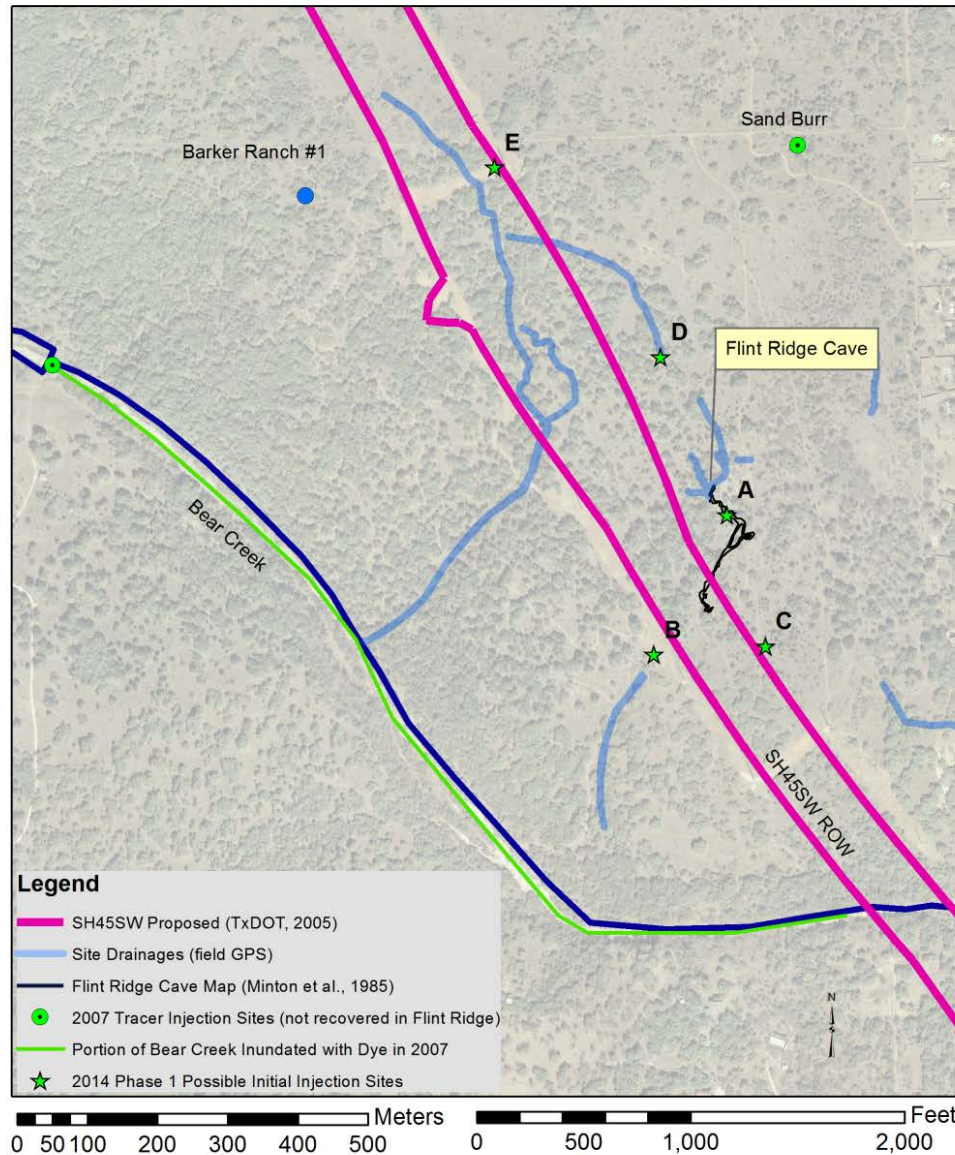 Sand Burr
E
Barker Ranch #1
D
Flint Ridge Cave
A
Bear Creek
B
C
SH45SW ROW
Legend
SH45SW Proposed (TxDOT, 2005)
Site Drainages (field GPS)
Flint Ridge Cave Map (Minton et al., 1985)
2007 Tracer Injection Sites (not recovered in Flint Ridge)
Portion of Bear Creek Inundated with Dye in 2007
2014 Phase 1 Possible Initial Injection Sites
N
Meters
0 50 100 200 300 400 500
Feet
0 500 1,000 2,000